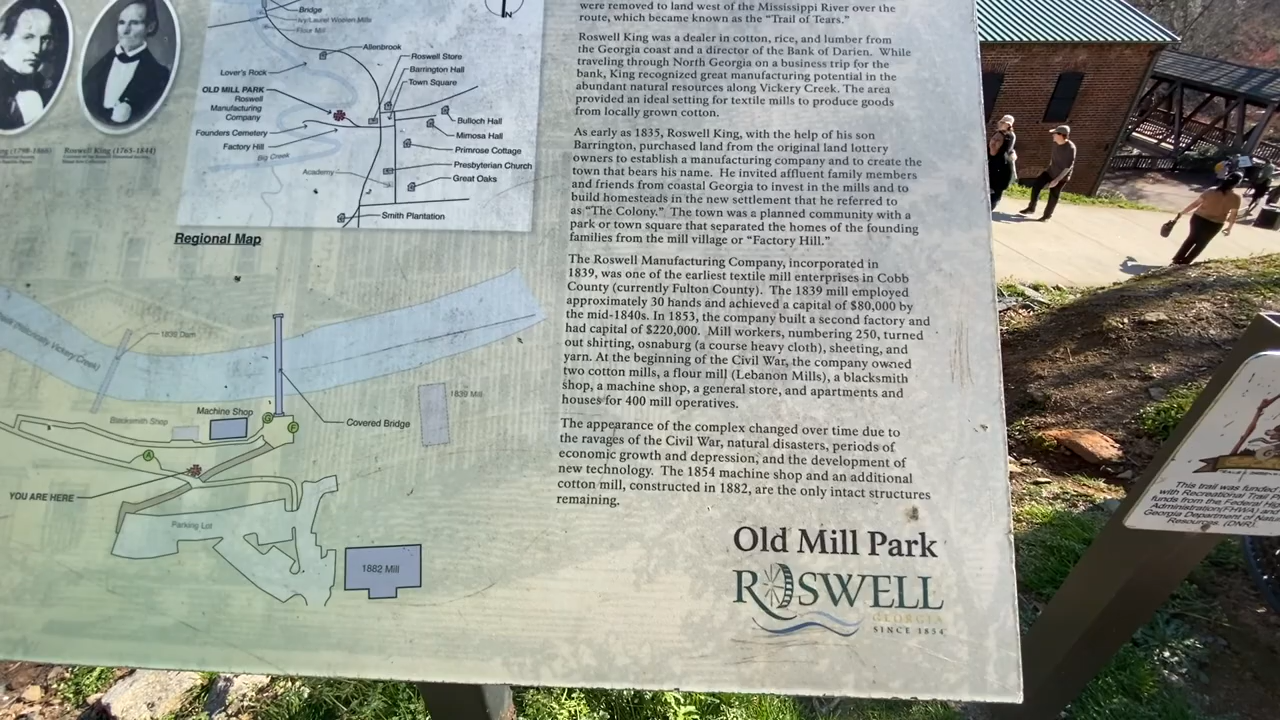 were removed to land west of the Mississippi River over the
route, which became known as the "Trail of Tears."
Roswell King was a dealer in cotton, rice, and lumber from
the Georgia coast and a director of the Bank of Darien. While
traveling through North Georgia on a business trip for the
bank, King recognized great manufacturing potential in the
abundant natural resources along Vickery Creek. The area
provided an ideal setting for textile mills to produce goods
from locally grown cotton.
As early as 1835, Roswell King, with the help of his son
Barrington, purchased land from the original land lottery
owners to establish a manufacturing company and to create the
town that bears his name. He invited affluent family members
and friends from coastal Georgia to invest in the mills and to
build homesteads in the new settlement that he referred to
as "The Colony." The town was a planned community with a
park or town square that separated the homes of the founding
families from the mill village or "Factory Hill."
The Roswell Manufacturing Company, incorporated in
1839, was one of the earliest textile mill enterprises in Cobb
County (currently Fulton County). The 1839 mill employed
approximately 30 hands and achieved a capital of $80,000 by
the mid-1840s. In 1853, the company built a second factory and
had capital of $220,000. Mill workers, numbering 250, turned
out shirting, osnaburg (a course heavy cloth), sheeting, and
yarn. At the beginning of the Civil War, the company owned
two cotton mills, a flour mill (Lebanon Mills), a blacksmith
shop, a machine shop, a general store, and apartments and
houses for 400 mill operatives.
The appearance of the complex changed over time due to
the ravages of the Civil War, natural disasters, periods of
economic growth and depression, and the development of
new technology. The 1854 machine shop and an additional
cotton mill, constructed in 1882, are the only intact structures
remaining.
Old Mill Park
ROSWELL
GEORGIA
SINCE 1854
Roswell King (1765-1844)
Bridge
Ivy/Laurel Woolen Mills
Flour Mill
N
Allenbrook
Roswell Store
Barrington Hall
Town Square
Lover's Rock
OLD MILL PARK
Roswell
Manufacturing
Company
Founders Cemetery
Factory Hill
Big Creek
Academy
Bulloch Hall
Mimosa Hall
Primrose Cottage
Presbyterian Church
Great Oaks
Smith Plantation
Regional Map
(historically Vickery Creek)
1839 Dam
Blacksmith Shop
Machine Shop
G
F
A
Covered Bridge
1839 Mill
YOU ARE HERE
Parking Lot
1882 Mill
This trail was funded
with Recreational Trail
funds from the Federal
Administration (FHWA) and
Georgia Department of
Resources (DNR).